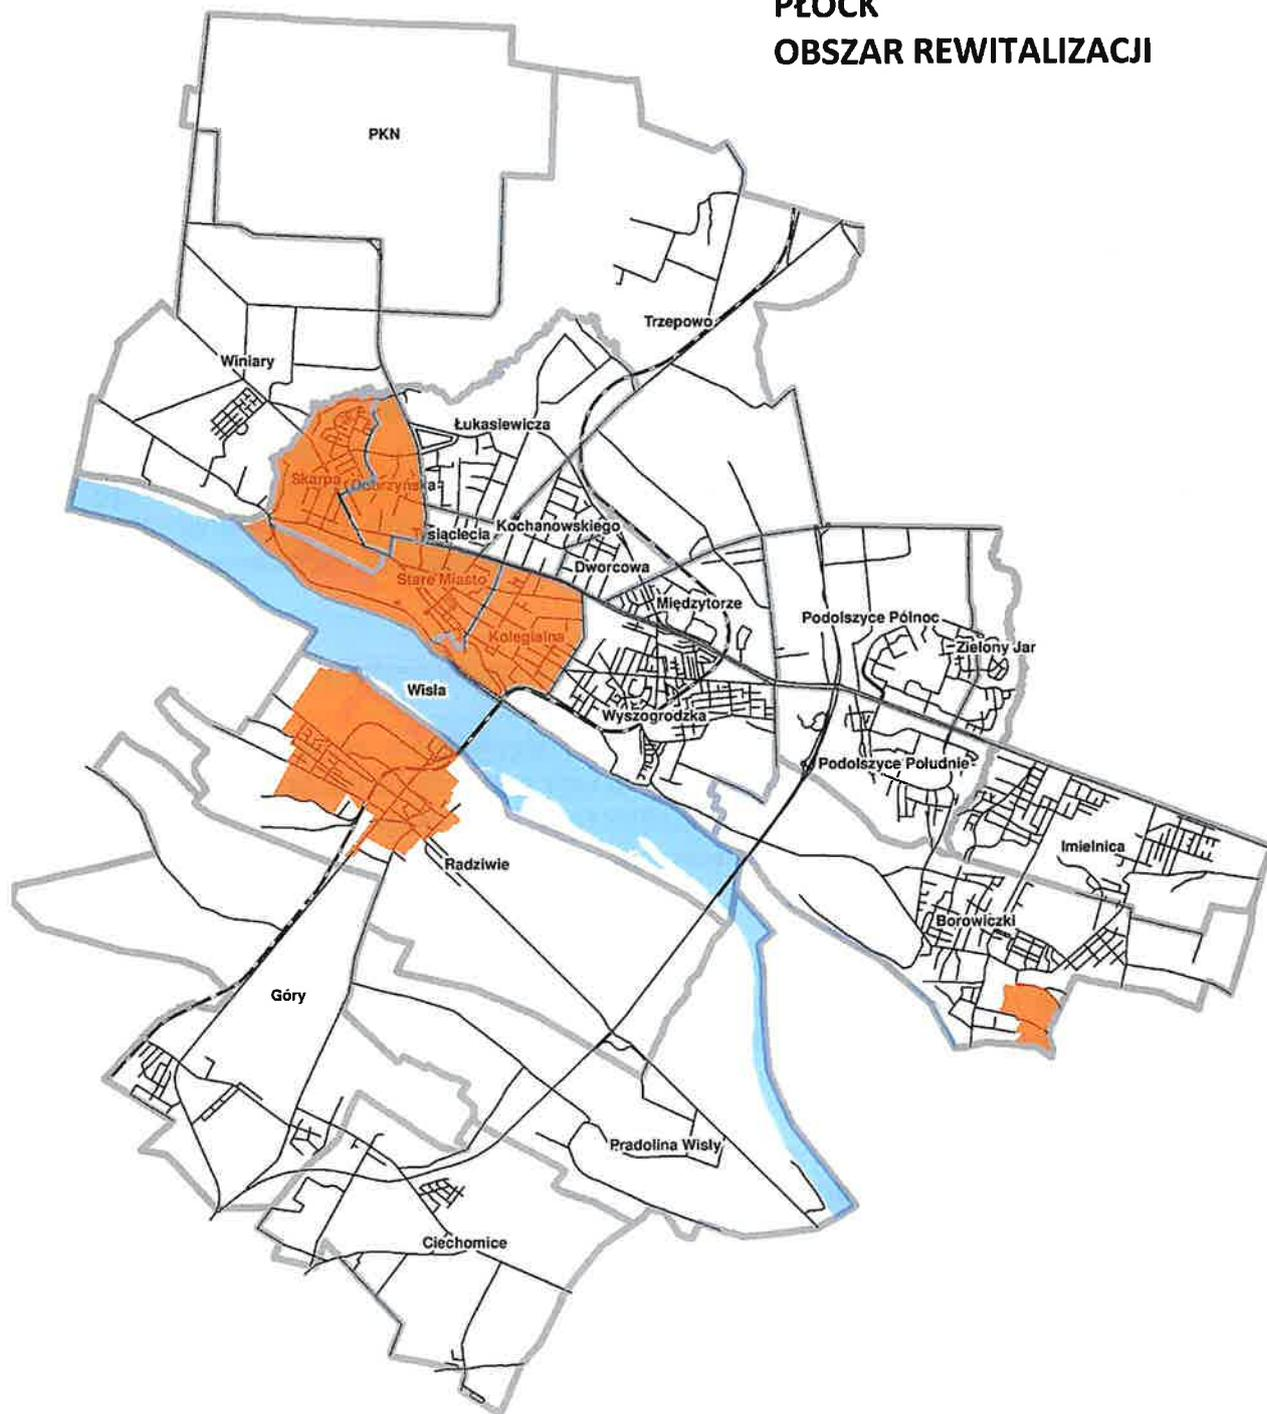 PŁOCK
OBSZAR REWITALIZACJI
PKN
Trzepowo
Winiary
Łukasiewicza
Skarpa
Dobrzyńska
Tysiąclecia
Kochanowskiego
Dworcowa
Stare Miasto
Międzytorze
Podolszyce Północ
Kolegialna
Zielony Jar
Wisła
Wyszogrodzka
Podolszyce Południe
Imielnica
Radziwie
Borowiczki
Góry
Pradolina Wisły
Ciechomice